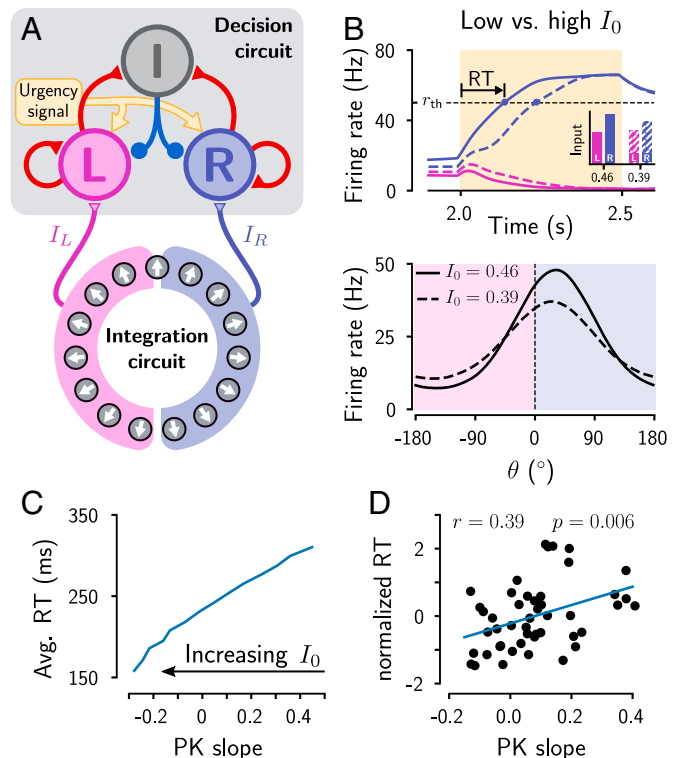 A
Decision
circuit
I
Urgency
signal
L
R
I_L
I_R
Integration
circuit
B
Low vs. high I_0
Firing rate (Hz)
80
60
40
20
0
RT
r_th
Input
L R L R
0.46 0.39
2.0 2.5
Time (s)
Firing rate (Hz)
50
25
0
I_0 = 0.46
I_0 = 0.39
-180 -90 0 90 180
θ (°)
C
Avg. RT (ms)
350
250
150
Increasing I_0
-0.2 0 0.2 0.4
PK slope
D
normalized RT
r = 0.39 p = 0.006
2
0
-2
-0.2 0.0 0.2 0.4
PK slope